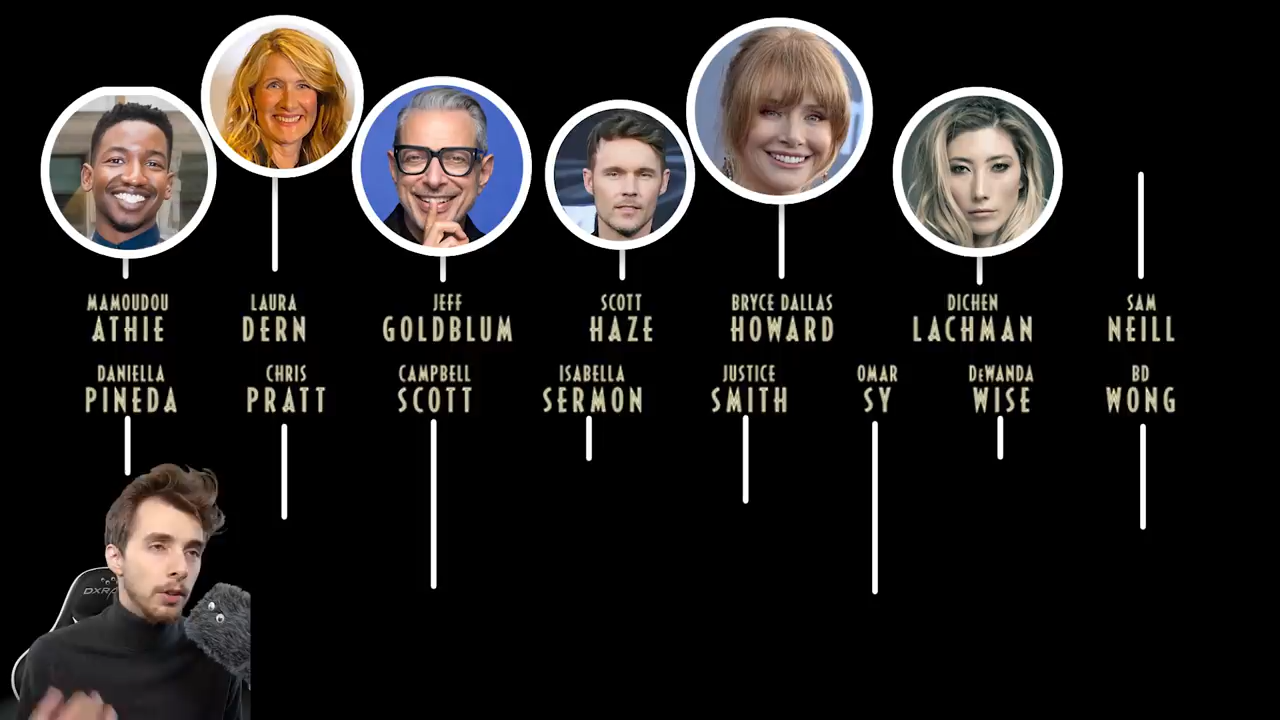 MAMOUDOU
ATHIE
LAURA
DERN
JEFF
GOLDBLUM
SCOTT
HAZE
BRYCE DALLAS
HOWARD
DICHEN
LACHMAN
SAM
NEILL
DANIELLA
PINEDA
CHRIS
PRATT
CAMPBELL
SCOTT
ISABELLA
SERMON
JUSTICE
SMITH
OMAR
SY
DeWANDA
WISE
BD
WONG